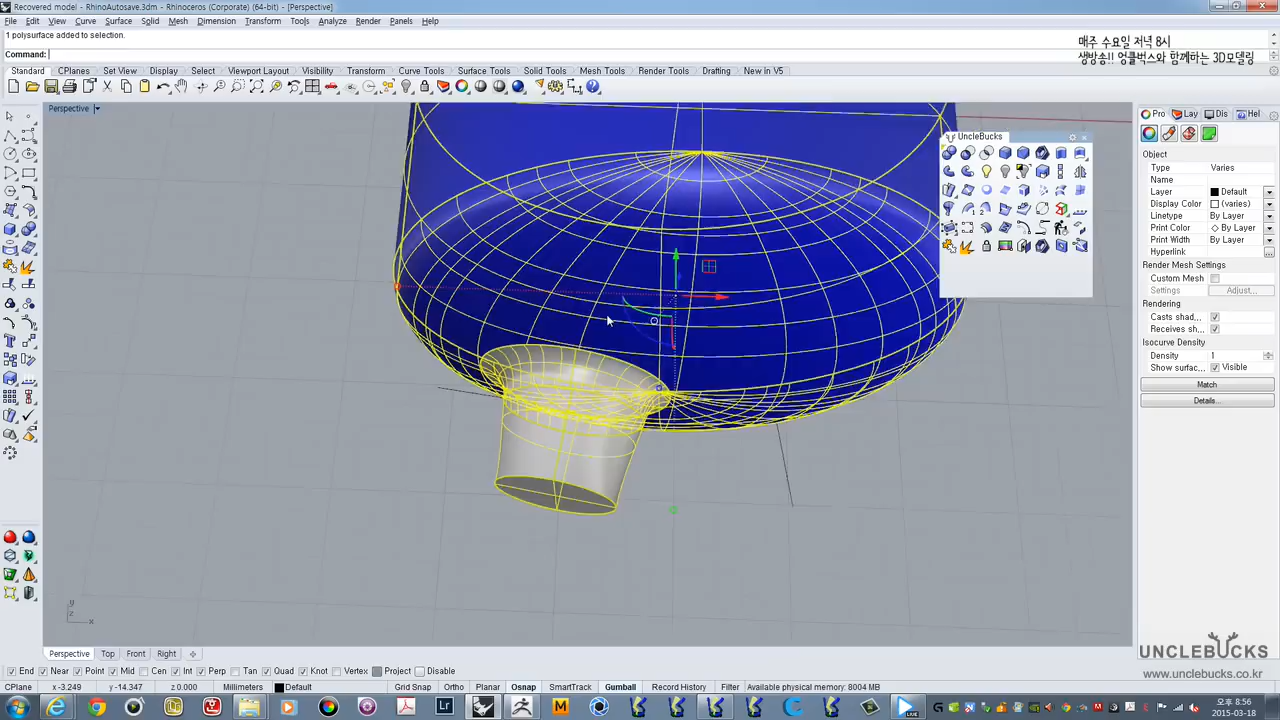 Recovered model - RhinoAutosave.3dm - Rhinoceros (Corporate) (64-bit) - [Perspective]
File Edit View Curve Surface Solid Mesh Dimension Transform Tools Analyze Render Panels Help
1 polysurface added to selection.
Command:
매주 수요일 저녁 8시
생방송!! 엉클벅스와 함께하는 3D모델링
Standard CPlanes Set View Display Select Viewport Layout Visibility Transform Curve Tools Surface Tools Solid Tools Mesh Tools Render Tools Drafting New in V5
Perspective
UncleBucks
Pro Lay Dis Hel
Object
Type Varies
Name
Layer Default
Display Color (varies)
Linetype By Layer
Print Color By Layer
Print Width By Layer
Hyperlink
Render Mesh Settings
Custom Mesh
Settings Adjust...
Rendering
Casts shad...
Receives sh...
Isocurve Density
Density 1
Show surfac... Visible
Match
Details...
y
z
x
Perspective Top Front Right
End Near Point Mid Cen Int Perp Tan Quad Knot Vertex Project Disable
CPlane x -3.249 y -14.347 z 0.000 Millimeters Default Grid Snap Ortho Planar Osnap SmartTrack Gumball Record History Filter Available physical memory: 8004 MB
UNCLEBUCKS
www.unclebucks.co.kr
LIVE
오후 8:56
2015-03-18